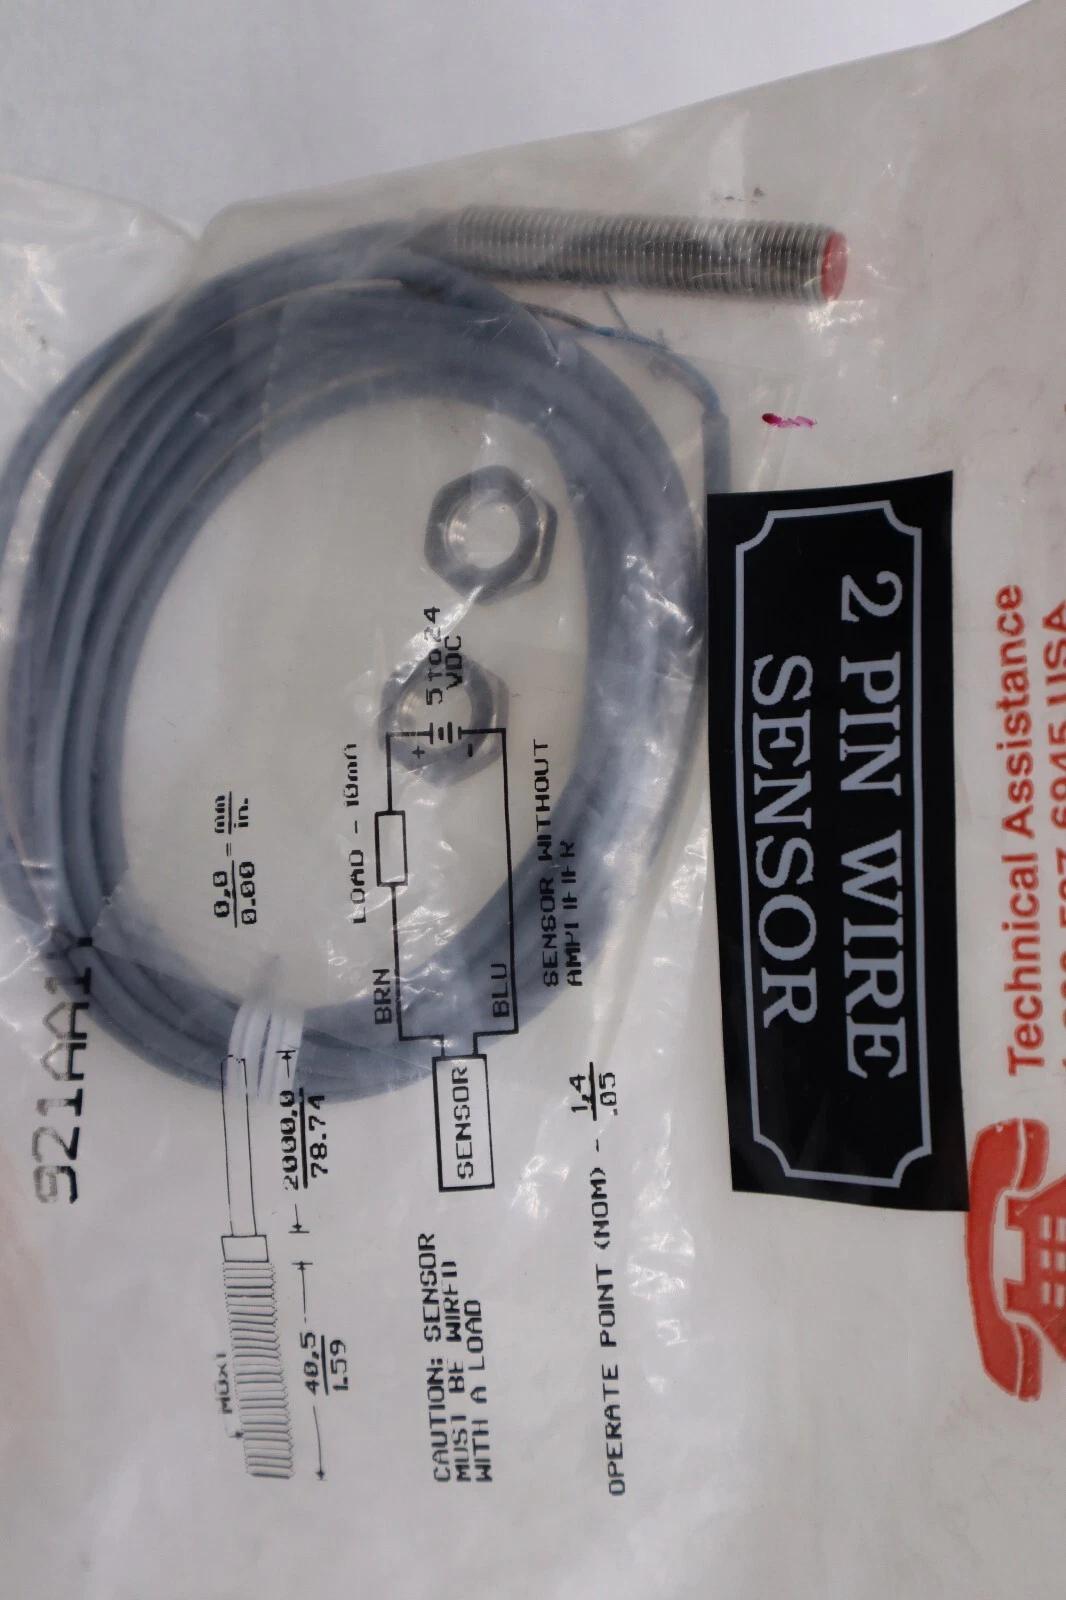 2 PIN WIRE
SENSOR
Technical Assistance
USA
921AA1
M8X1
0,0 = mm
0.00 in.
40,5
1.59
2000,0
78.74
CAUTION: SENSOR
MUST BE WIRED
WITH A LOAD
SENSOR
BRN
BLU
LOAD - 10mA
+
-
5 TO 24
VDC
SENSOR WITHOUT
AMPLIFIER
OPERATE POINT (NOM) - 1,4
.05